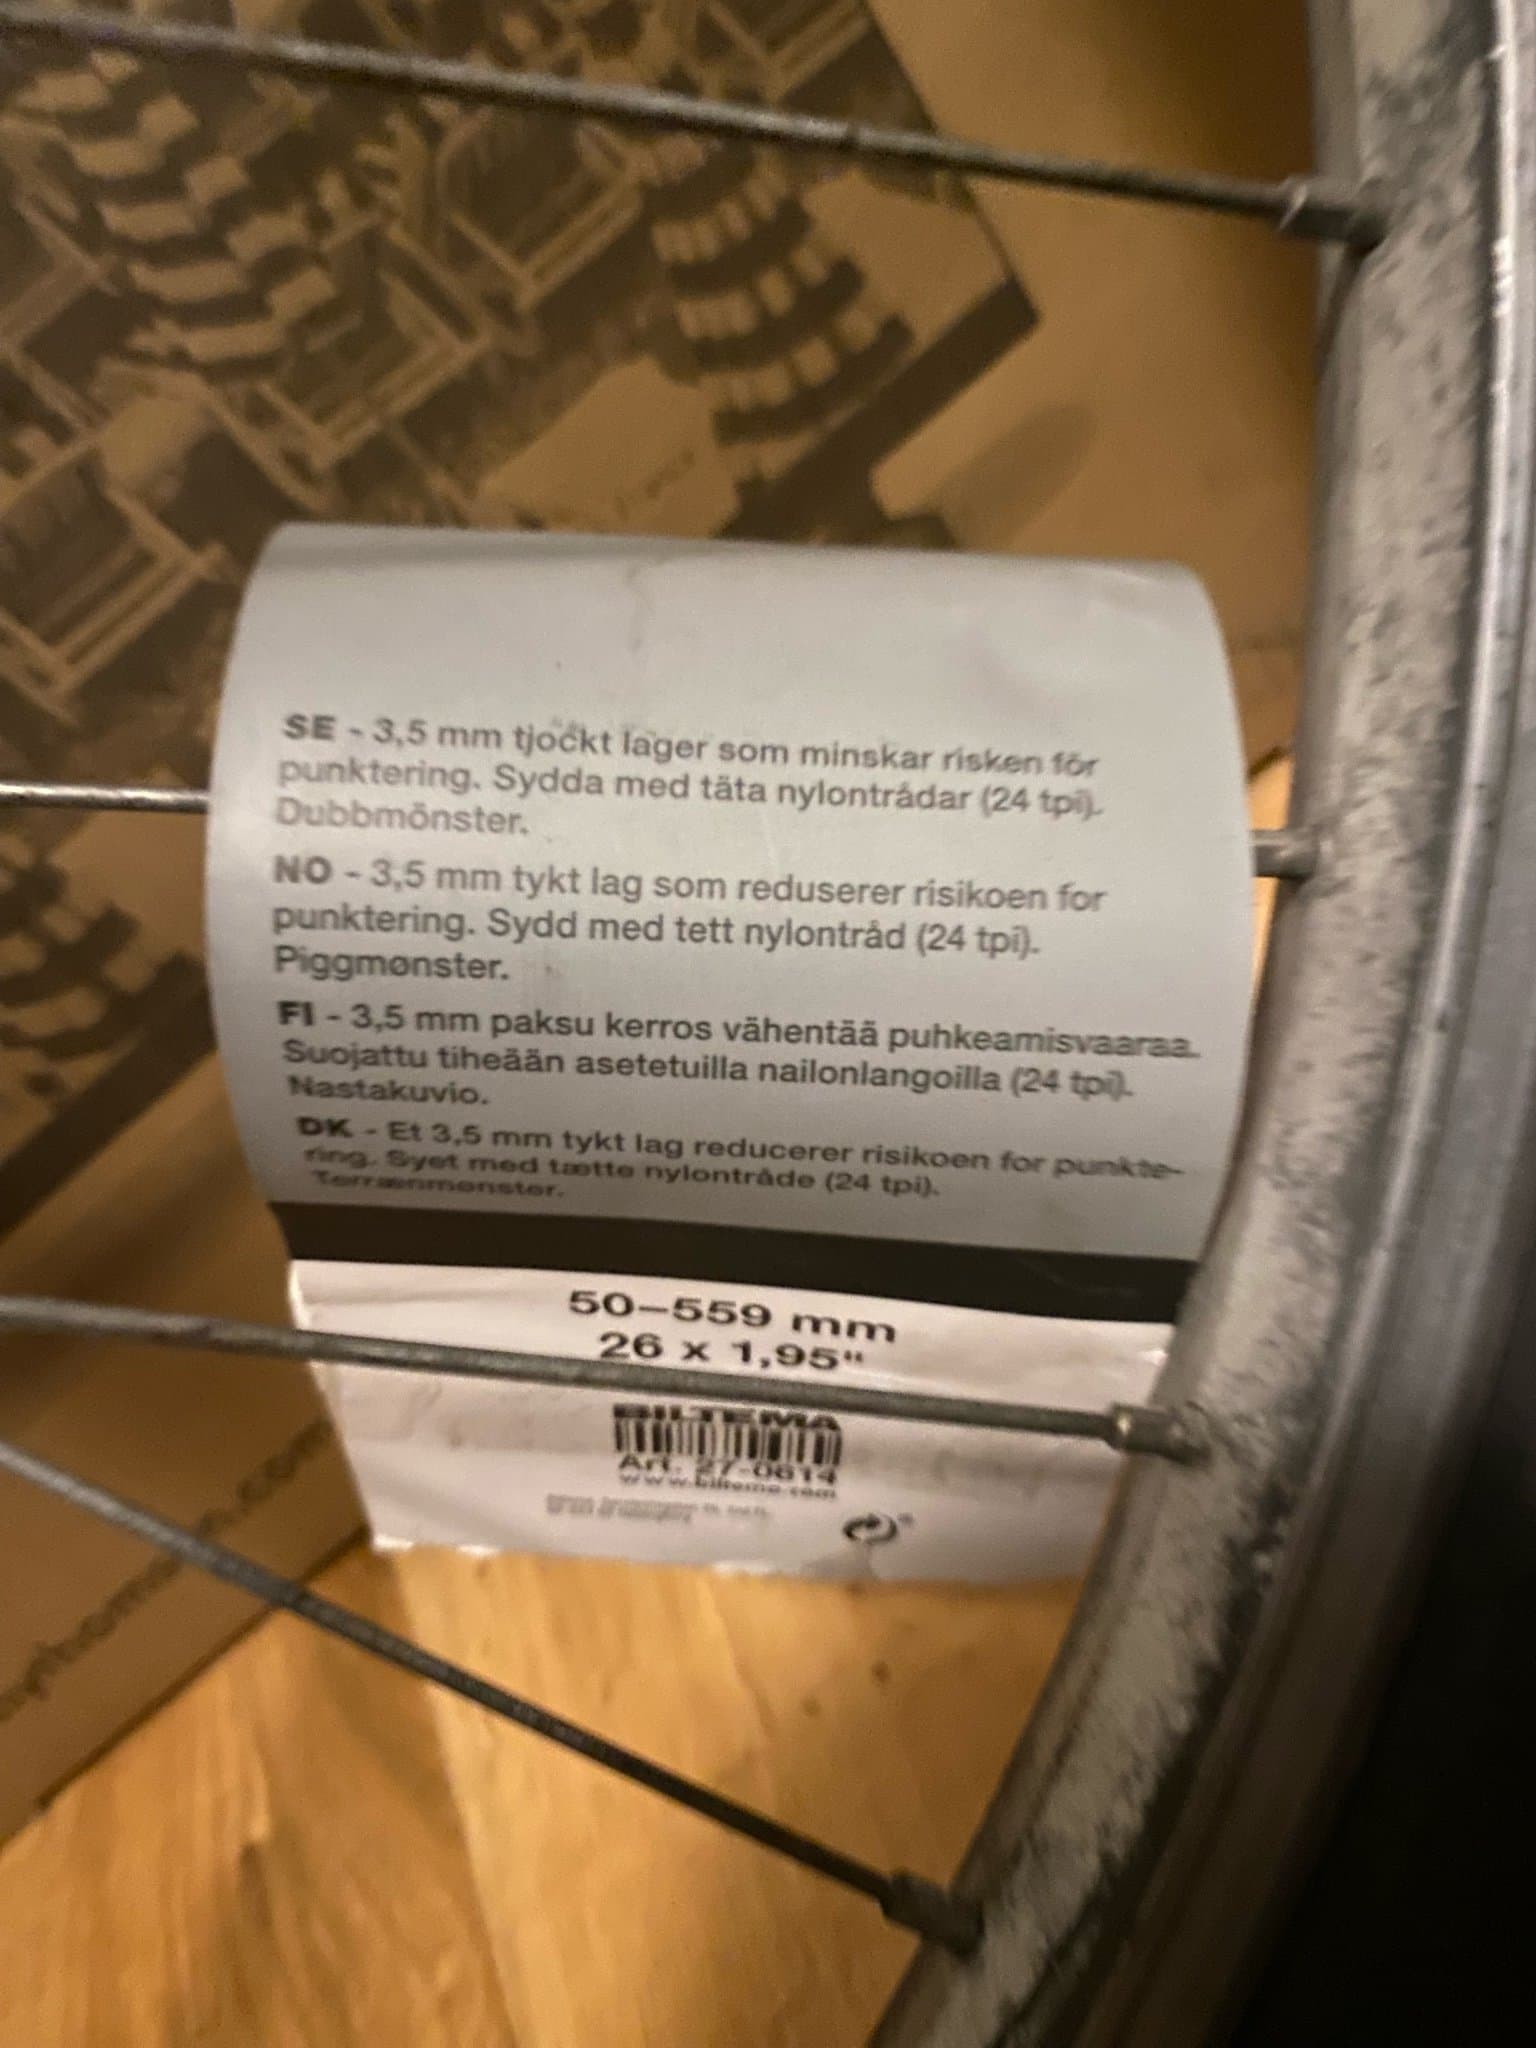 SE - 3,5 mm tjockt lager som minskar risken för
punktering. Sydda med täta nylontrådar (24 tpi).
Dubbmönster.
NO - 3,5 mm tykt lag som reduserer risikoen for
punktering. Sydd med tett nylontråd (24 tpi).
Piggmønster.
FI - 3,5 mm paksu kerros vähentää puhkeamisvaaraa.
Suojattu tiheään asetetuilla nailonlangoilla (24 tpi).
Nastakuvio.
DK - Et 3,5 mm tykt lag reducerer risikoen for punkte-
ring. Syet med tætte nylontråde (24 tpi).
Terrænmønster.
50–559 mm
26 x 1,95"
BILTEMA
Art. 27-0614
www.biltema.com